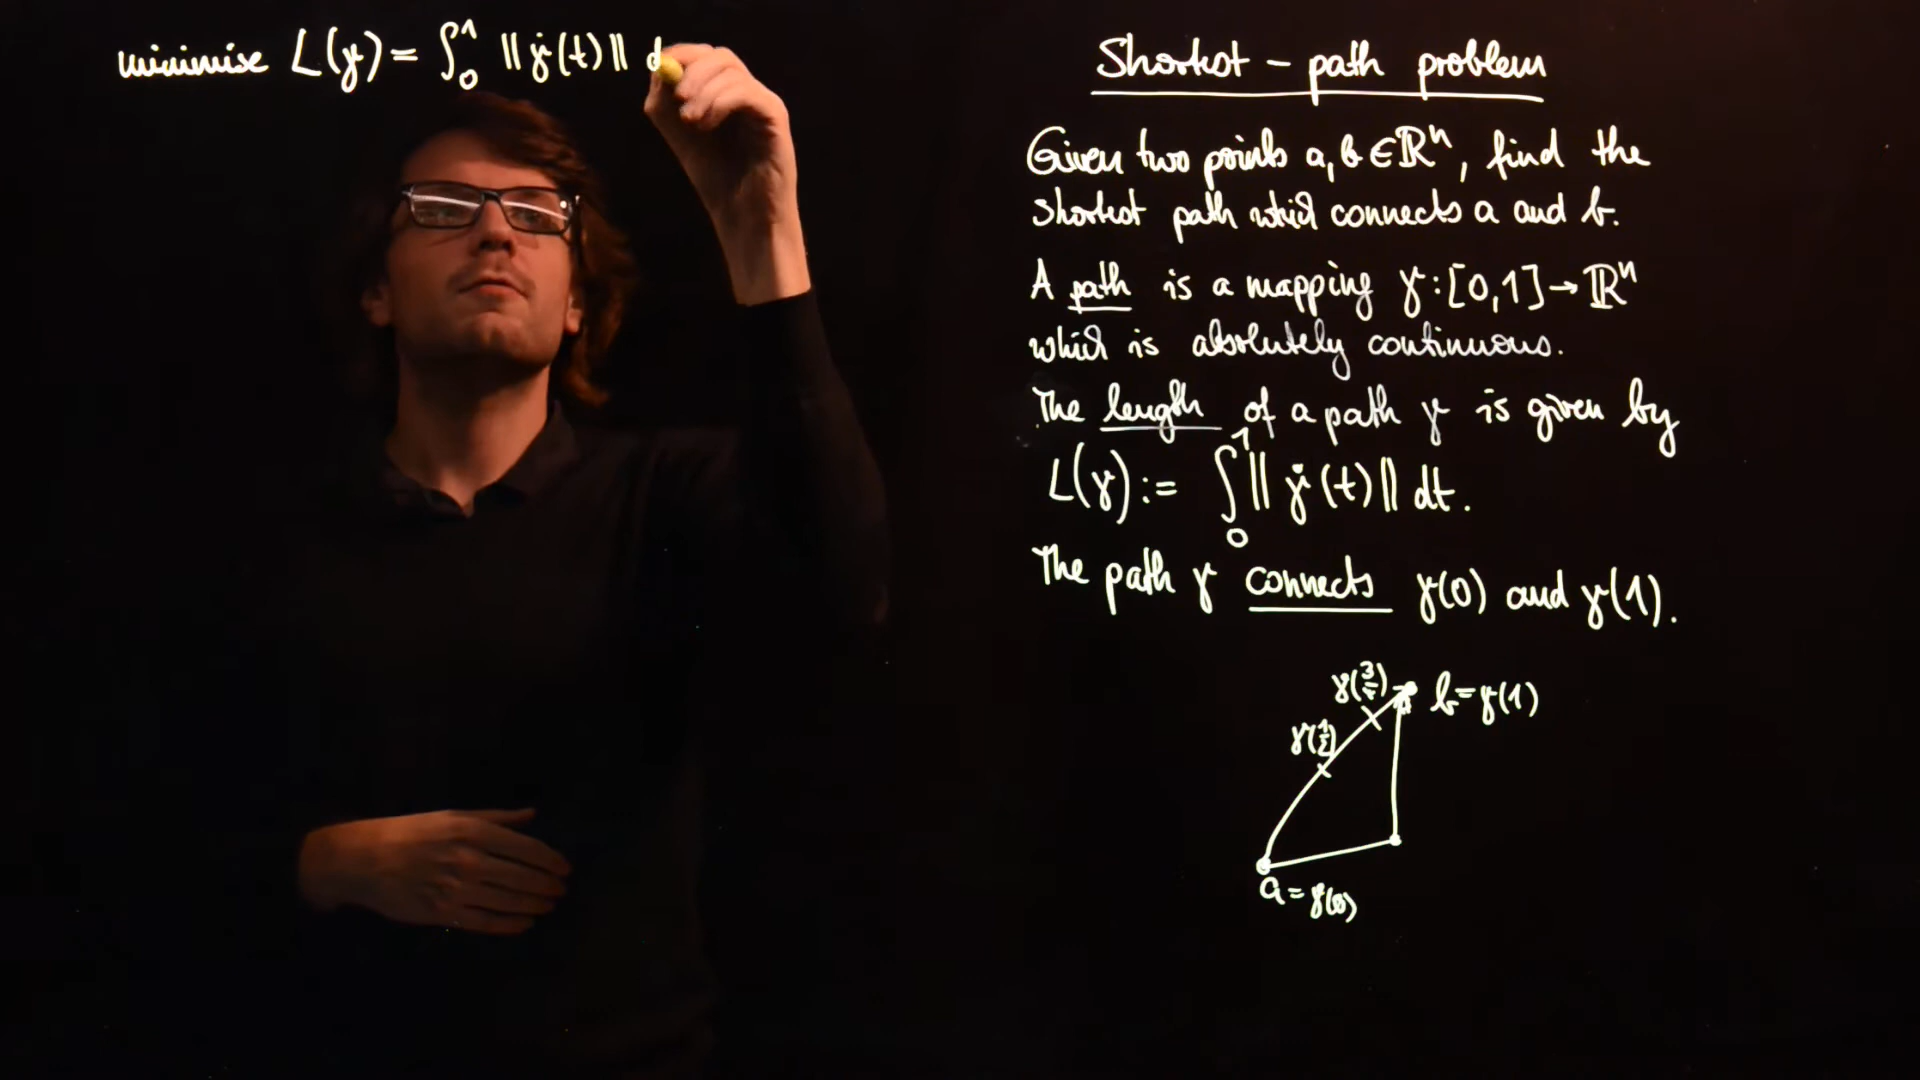 minimise L(γ) = ∫₀¹ ‖γ̇(t)‖ d
Shortest - path problem
Given two points a, b ∈ ℝⁿ, find the
shortest path which connects a and b.
A path is a mapping γ : [0,1] → ℝⁿ
which is absolutely continuous.
The length of a path γ is given by
L(γ) := ∫₀¹ ‖γ̇(t)‖ dt.
The path γ connects γ(0) and γ(1).
γ(3/4)
b = γ(1)
γ(1/2)
a = γ(0)